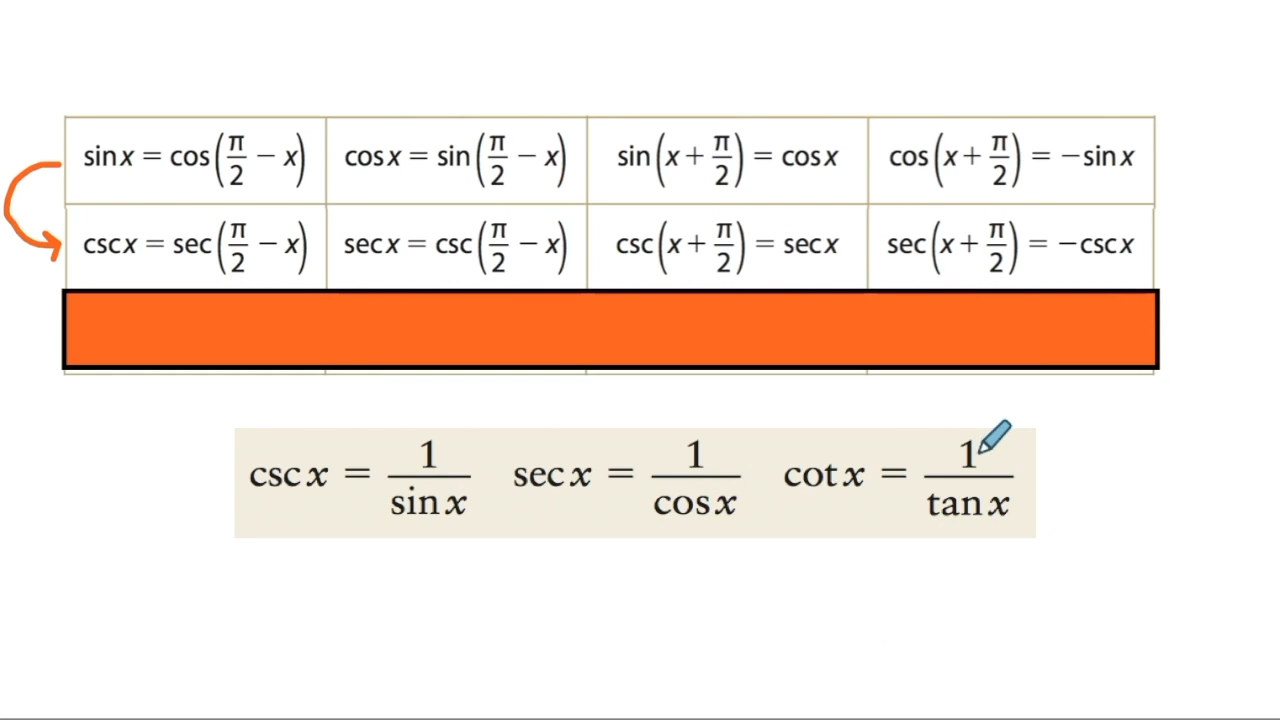 sin x = cos(π/2 − x) cos x = sin(π/2 − x) sin(x + π/2) = cos x cos(x + π/2) = −sin x
csc x = sec(π/2 − x) sec x = csc(π/2 − x) csc(x + π/2) = sec x sec(x + π/2) = −csc x
csc x = 1/sin x sec x = 1/cos x cot x = 1/tan x